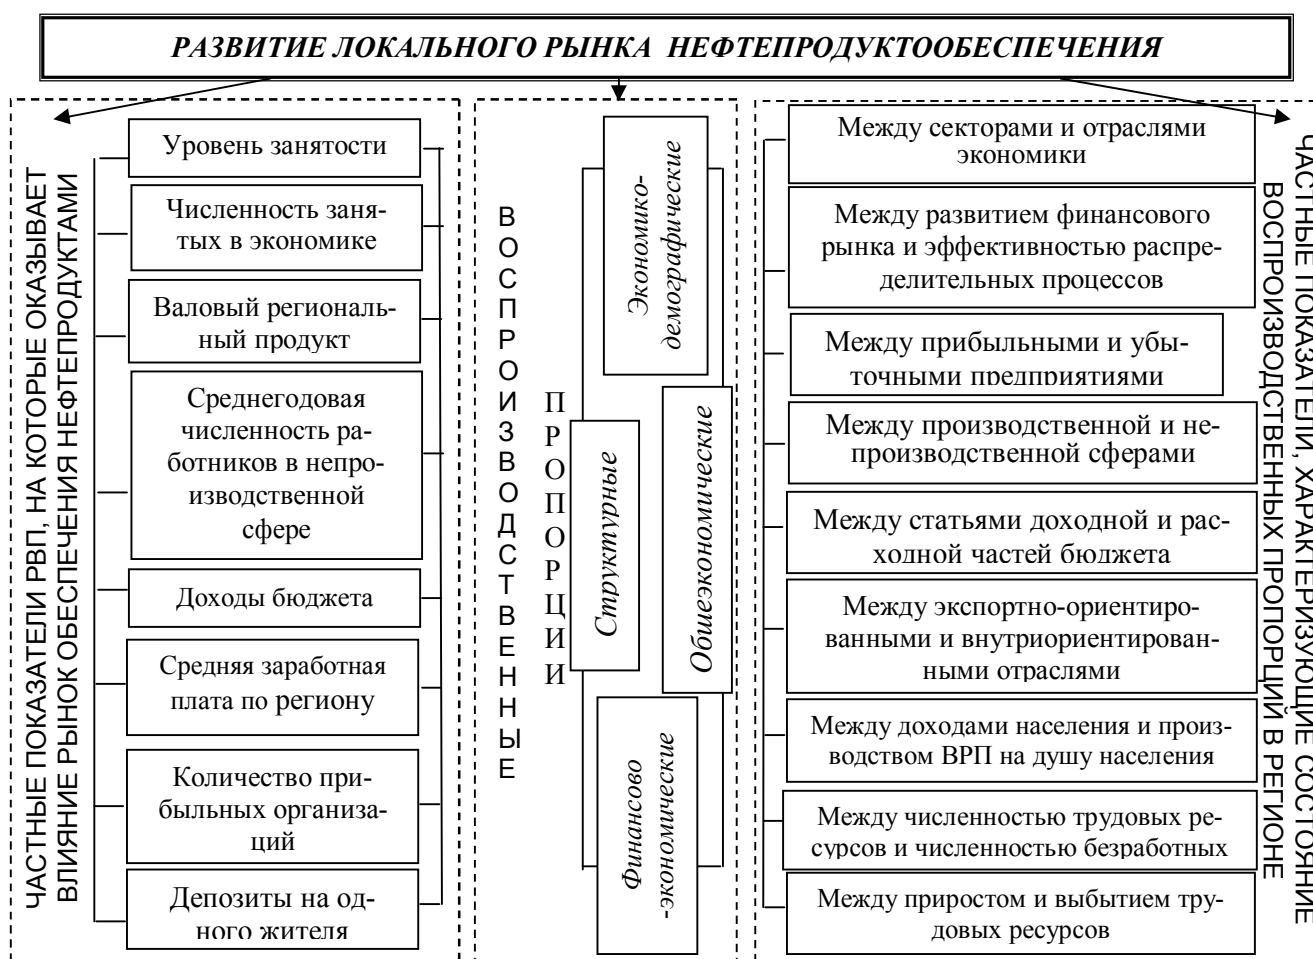 РАЗВИТИЕ ЛОКАЛЬНОГО РЫНКА НЕФТЕПРОДУКТООБЕСПЕЧЕНИЯ
ЧАСТНЫЕ ПОКАЗАТЕЛИ РВП, НА КОТОРЫЕ ОКАЗЫВАЕТ
ВЛИЯНИЕ РЫНОК ОБЕСПЕЧЕНИЯ НЕФТЕПРОДУКТАМИ
Уровень занятости
Численность заня-
тых в экономике
Валовый региональ-
ный продукт
Среднегодовая
численность ра-
ботников в непро-
изводственной
сфере
Доходы бюджета
Средняя заработная
плата по региону
Количество при-
быльных организа-
ций
Депозиты на од-
ного жителя
ВОСПРОИЗВОДСТВЕННЫЕ
ПРОПОРЦИИ
Экономико-
демографические
Структурные
Обшеэкономические
Финансово
-экономические
Между секторами и отраслями
экономики
Между развитием финансового
рынка и эффективностью распре-
делительных процессов
Между прибыльными и убы-
точными предприятиями
Между производственной и не-
производственной сферами
Между статьями доходной и рас-
ходной частей бюджета
Между экспортно-ориентиро-
ванными и внутриориентирован-
ными отраслями
Между доходами населения и произ-
водством ВРП на душу населения
Между численностью трудовых ре-
сурсов и численностью безработных
Между приростом и выбытием тру-
довых ресурсов
ЧАСТНЫЕ ПОКАЗАТЕЛИ, ХАРАКТЕРИЗУЮЩИЕ СОСТОЯНИЕ
ВОСПРОИЗВОДСТВЕННЫХ ПРОПОРЦИЙ В РЕГИОНЕ